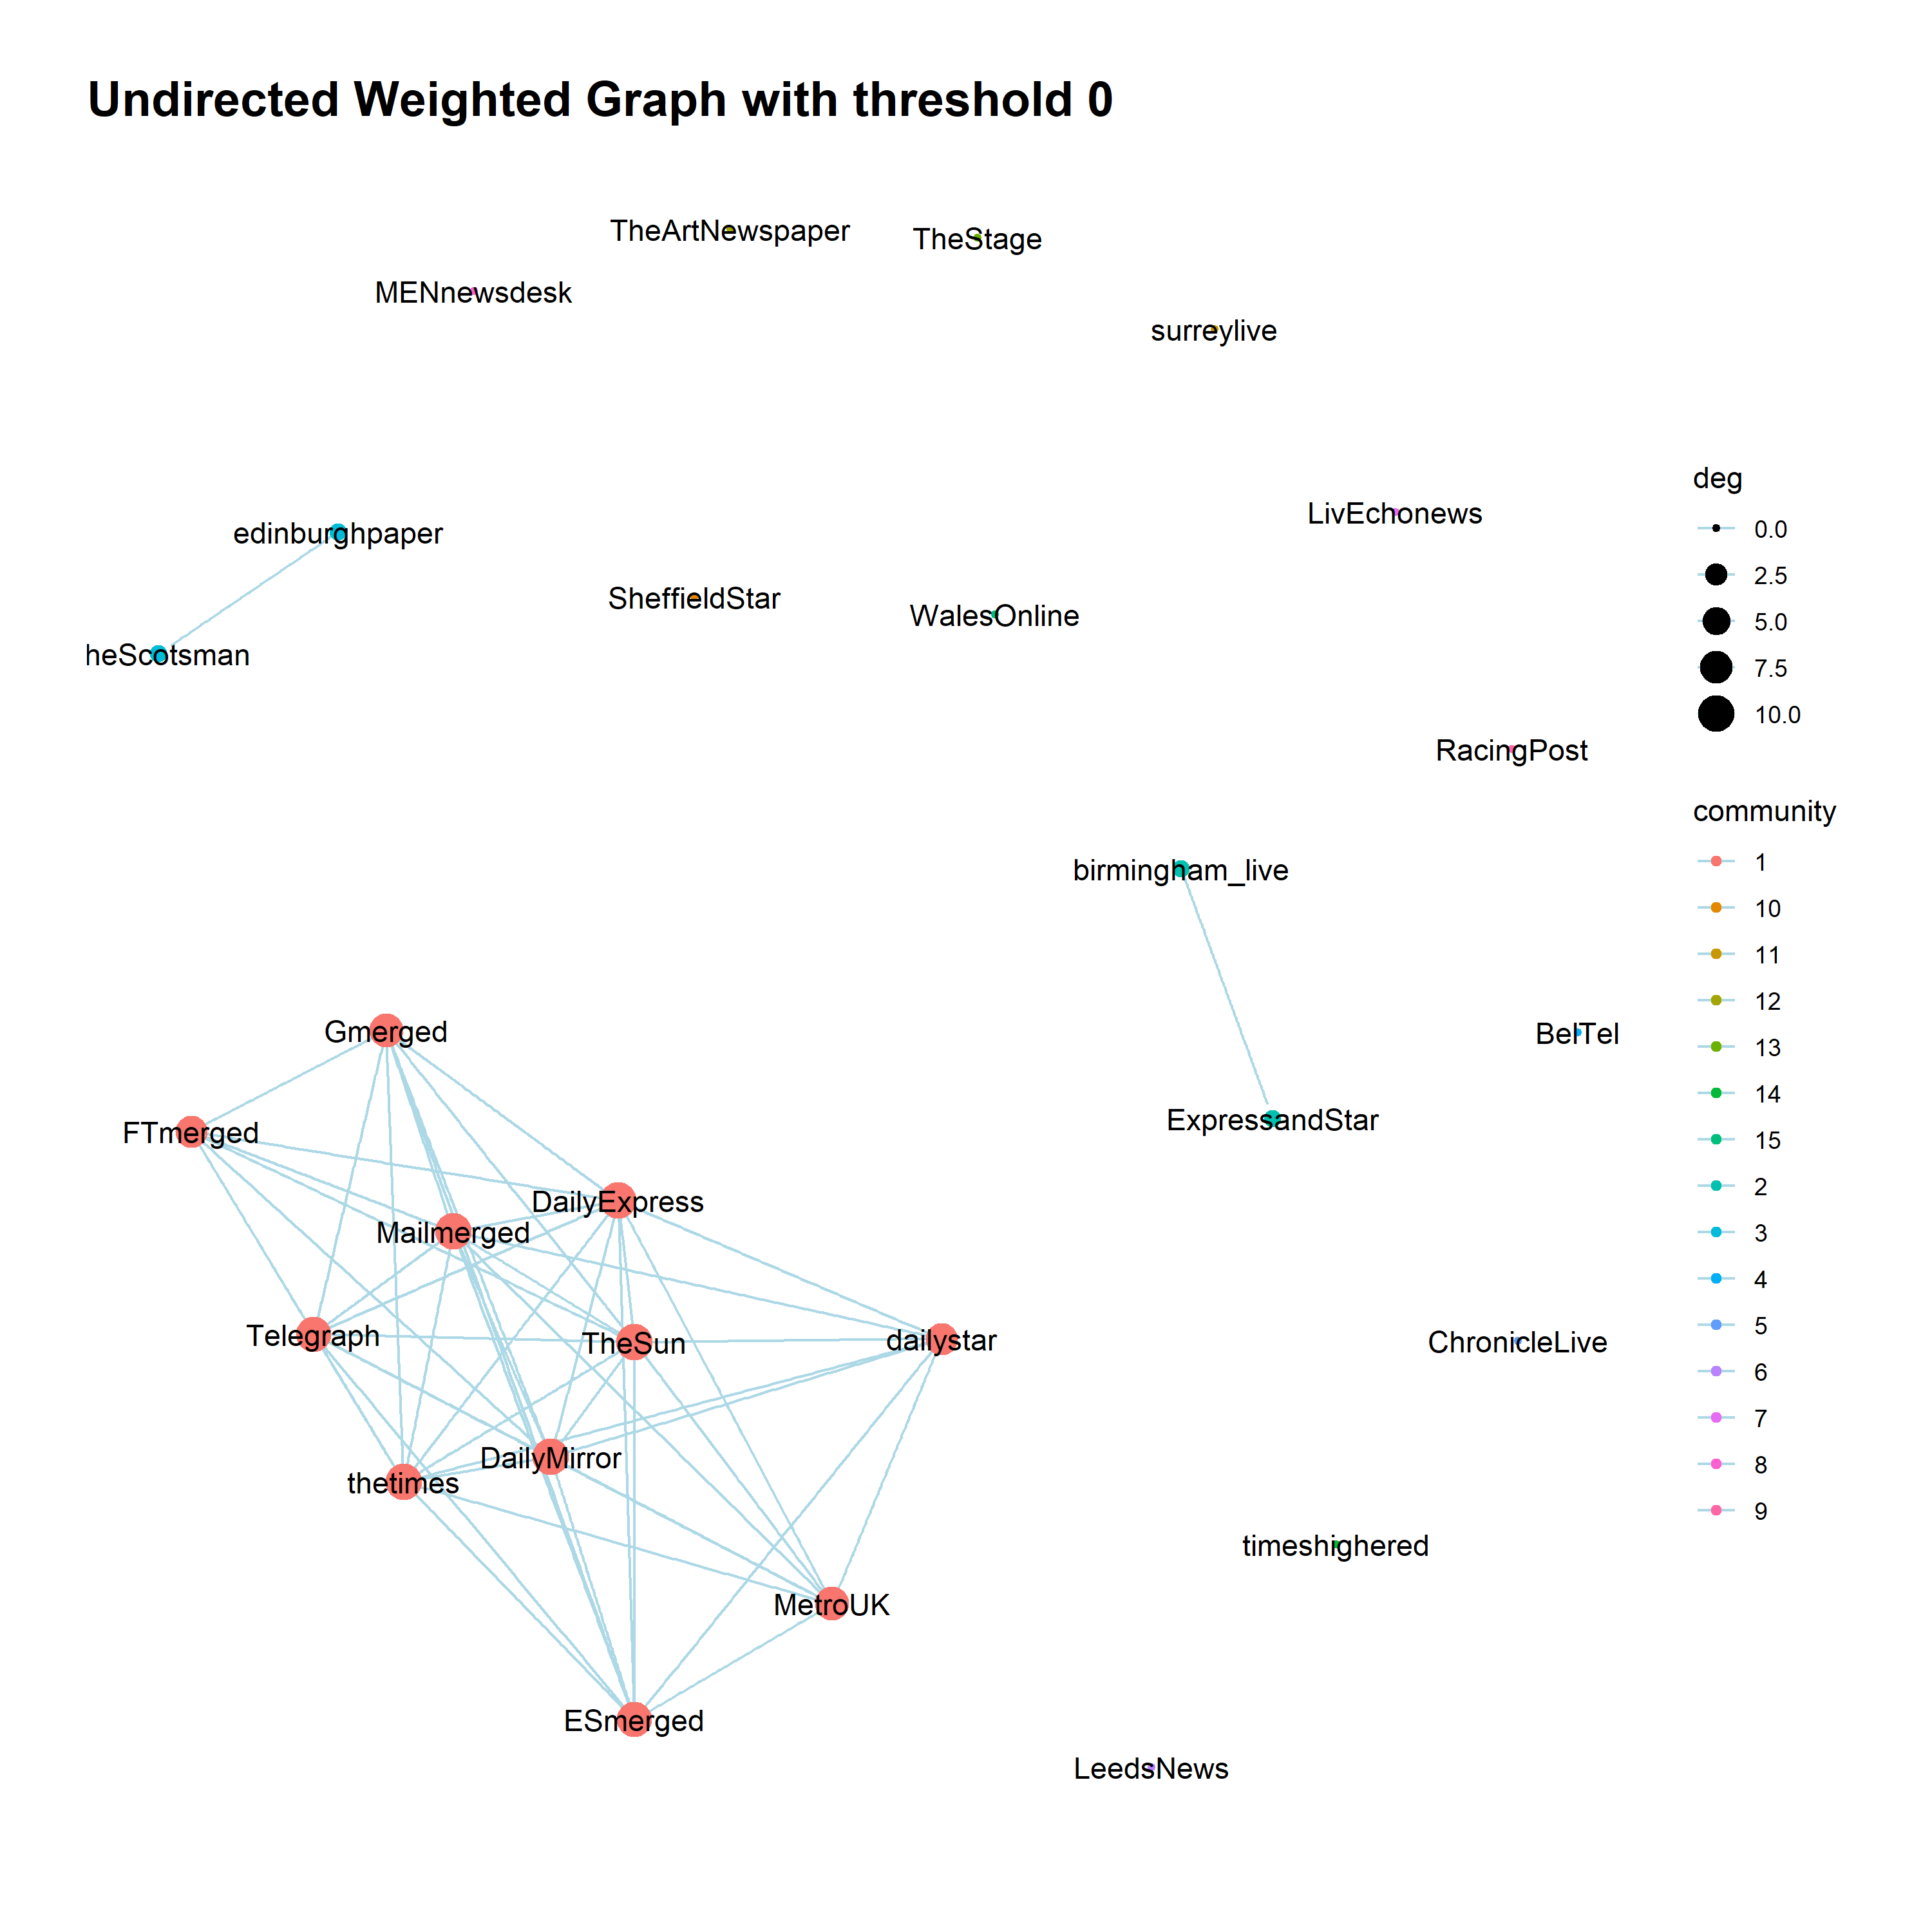 Undirected Weighted Graph with threshold 0
TheArtNewspaper
TheStage
MENnewsdesk
surreylive
LivEchonews
edinburghpaper
SheffieldStar
WalesOnline
heScotsman
RacingPost
birmingham_live
Gmerged
BelTel
FTmerged
ExpressandStar
DailyExpress
Mailmerged
Telegraph
TheSun
dailystar
ChronicleLive
DailyMirror
thetimes
timeshighered
MetroUK
ESmerged
LeedsNews
deg
0.0
2.5
5.0
7.5
10.0
community
1
10
11
12
13
14
15
2
3
4
5
6
7
8
9